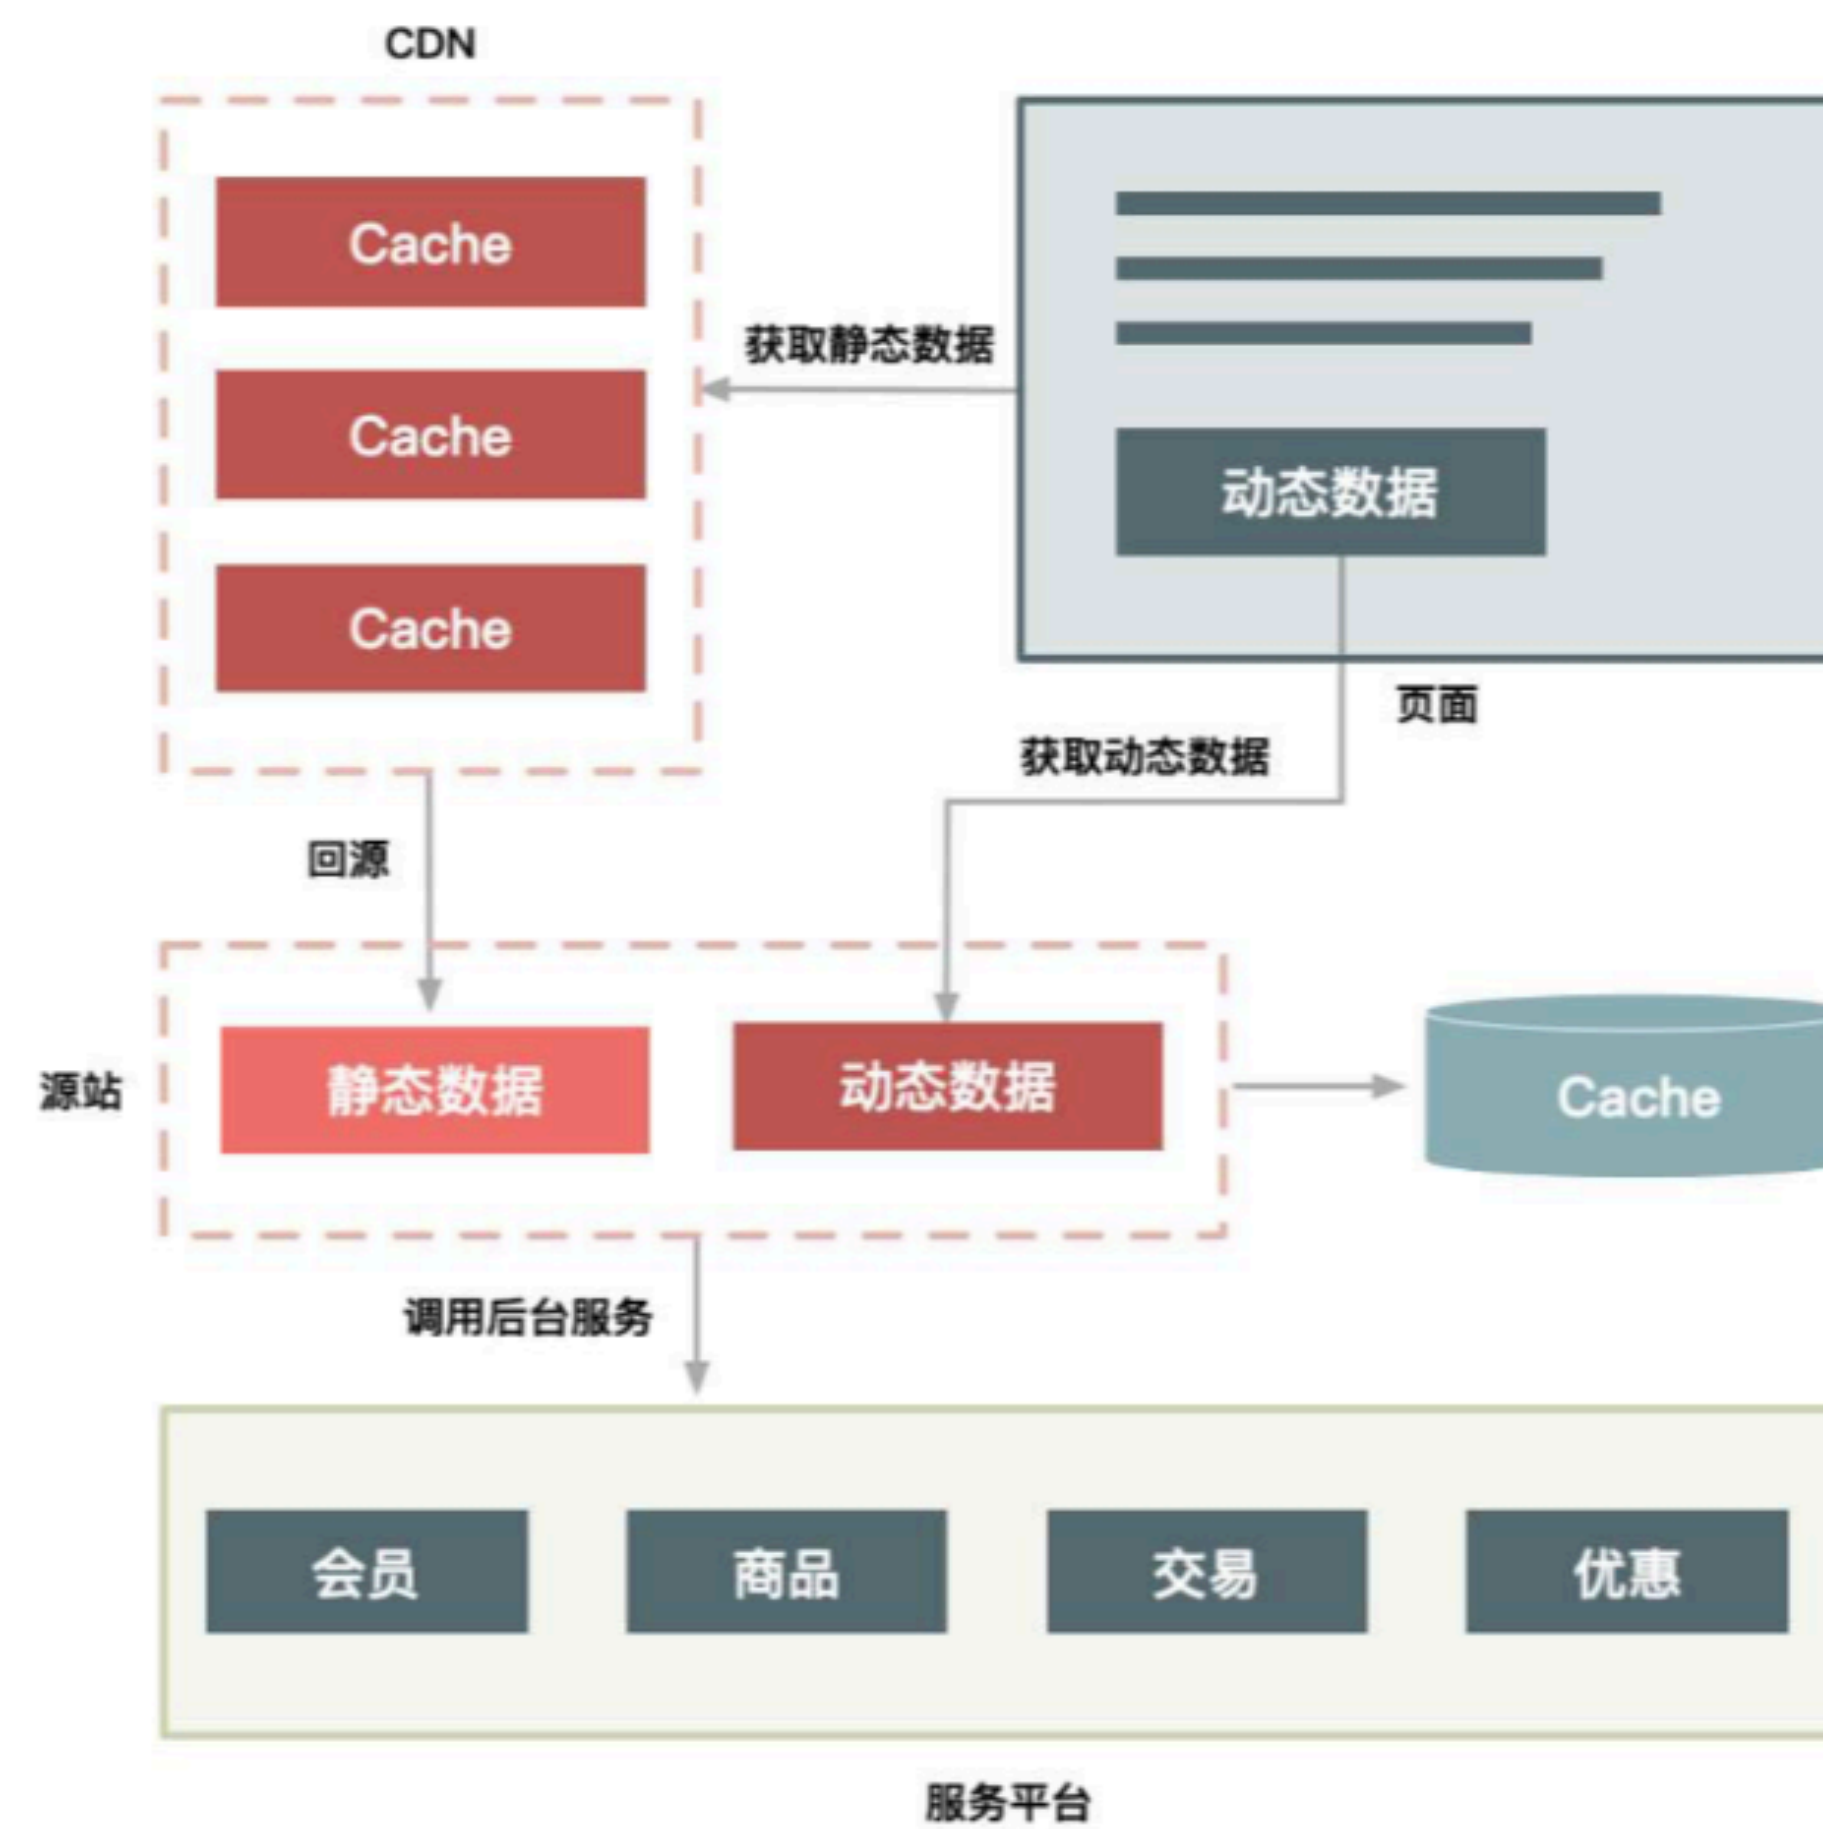 CDN
Cache
Cache
Cache
获取静态数据
动态数据
页面
获取动态数据
回源
源站
静态数据
动态数据
Cache
调用后台服务
会员
商品
交易
优惠
服务平台